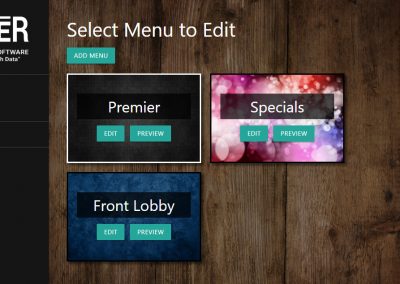 ER
OFTWARE
h Data"
Select Menu to Edit
ADD MENU
Premier
EDIT PREVIEW
Specials
EDIT PREVIEW
Front Lobby
EDIT PREVIEW